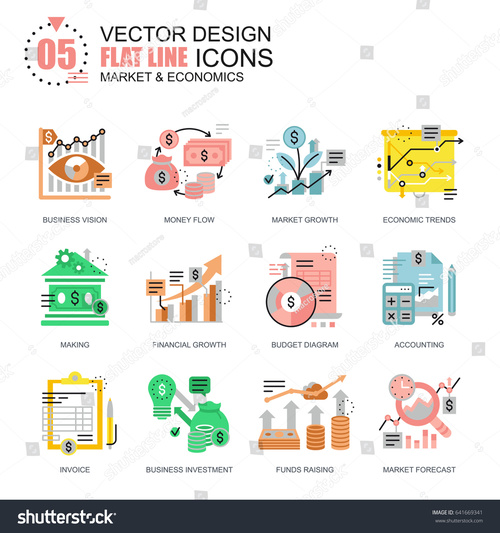 05
VECTOR DESIGN
FLAT LINE ICONS
MARKET & ECONOMICS
BUSINESS VISION
MONEY FLOW
MARKET GROWTH
ECONOMIC TRENDS
MAKING
FINANCIAL GROWTH
BUDGET DIAGRAM
ACCOUNTING
INVOICE
BUSINESS INVESTMENT
FUNDS RAISING
MARKET FORECAST
shutterstock
IMAGE ID: 641669341
www.shutterstock.com